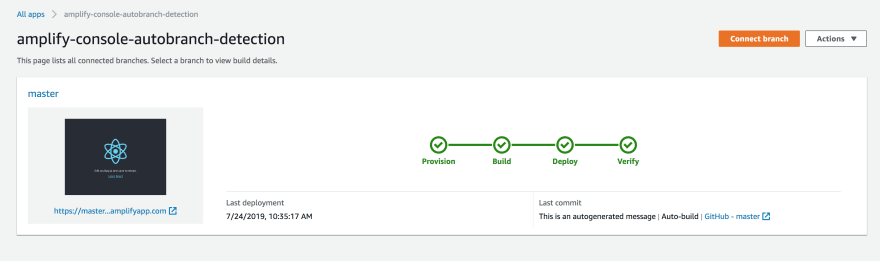 All apps > amplify-console-autobranch-detection
amplify-console-autobranch-detection
Connect branch
Actions
This page lists all connected branches. Select a branch to view build details.
master
Provision Build Deploy Verify
https://master...amplifyapp.com
Last deployment
7/24/2019, 10:35:17 AM
Last commit
This is an autogenerated message | Auto-build | GitHub - master